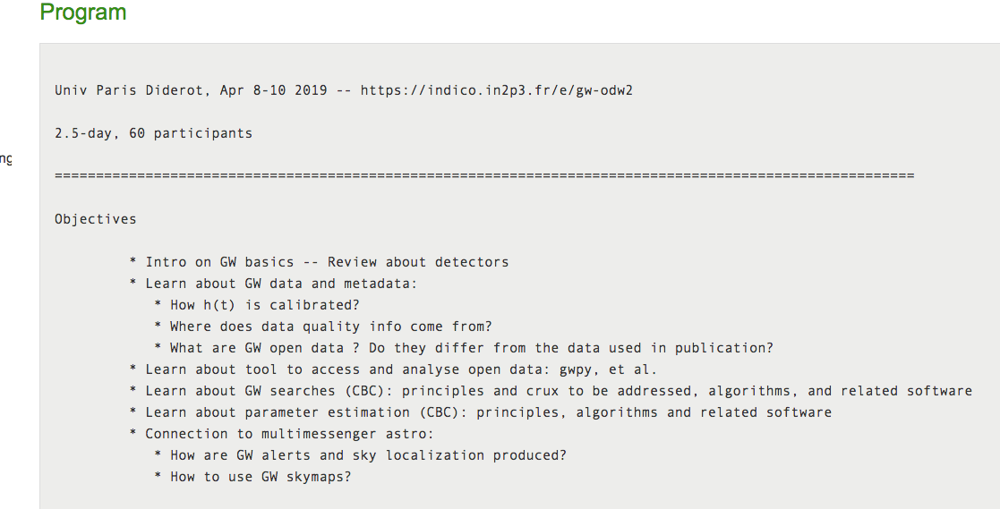 Program
Univ Paris Diderot, Apr 8-10 2019 -- https://indico.in2p3.fr/e/gw-odw2
2.5-day, 60 participants
ng
========================================================================================================
Objectives
* Intro on GW basics -- Review about detectors
* Learn about GW data and metadata:
* How h(t) is calibrated?
* Where does data quality info come from?
* What are GW open data ? Do they differ from the data used in publication?
* Learn about tool to access and analyse open data: gwpy, et al.
* Learn about GW searches (CBC): principles and crux to be addressed, algorithms, and related software
* Learn about parameter estimation (CBC): principles, algorithms and related software
* Connection to multimessenger astro:
* How are GW alerts and sky localization produced?
* How to use GW skymaps?